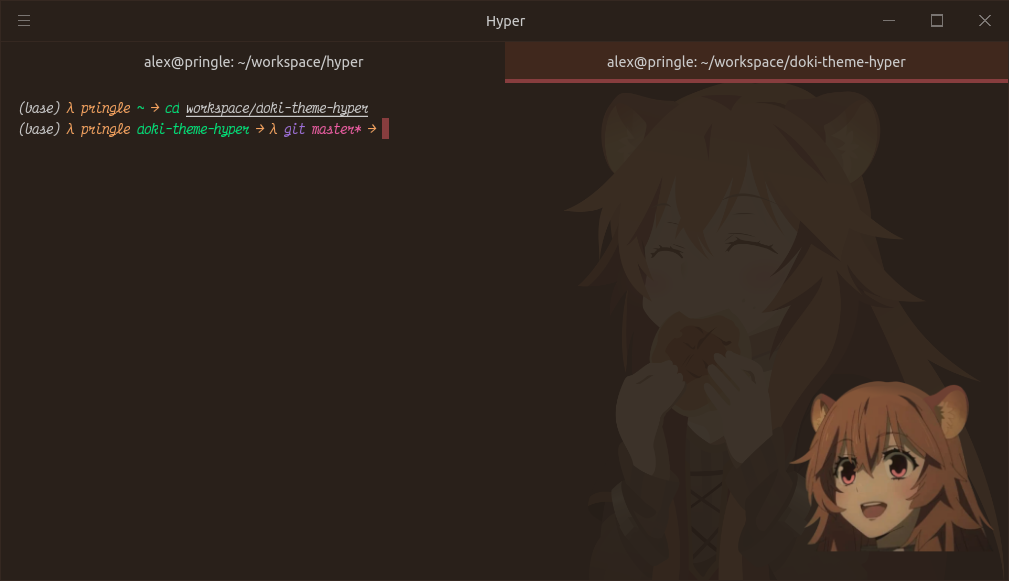 Hyper
alex@pringle: ~/workspace/hyper
alex@pringle: ~/workspace/doki-theme-hyper
(base) λ pringle ~ → cd workspace/doki-theme-hyper
(base) λ pringle doki-theme-hyper → λ git master* →